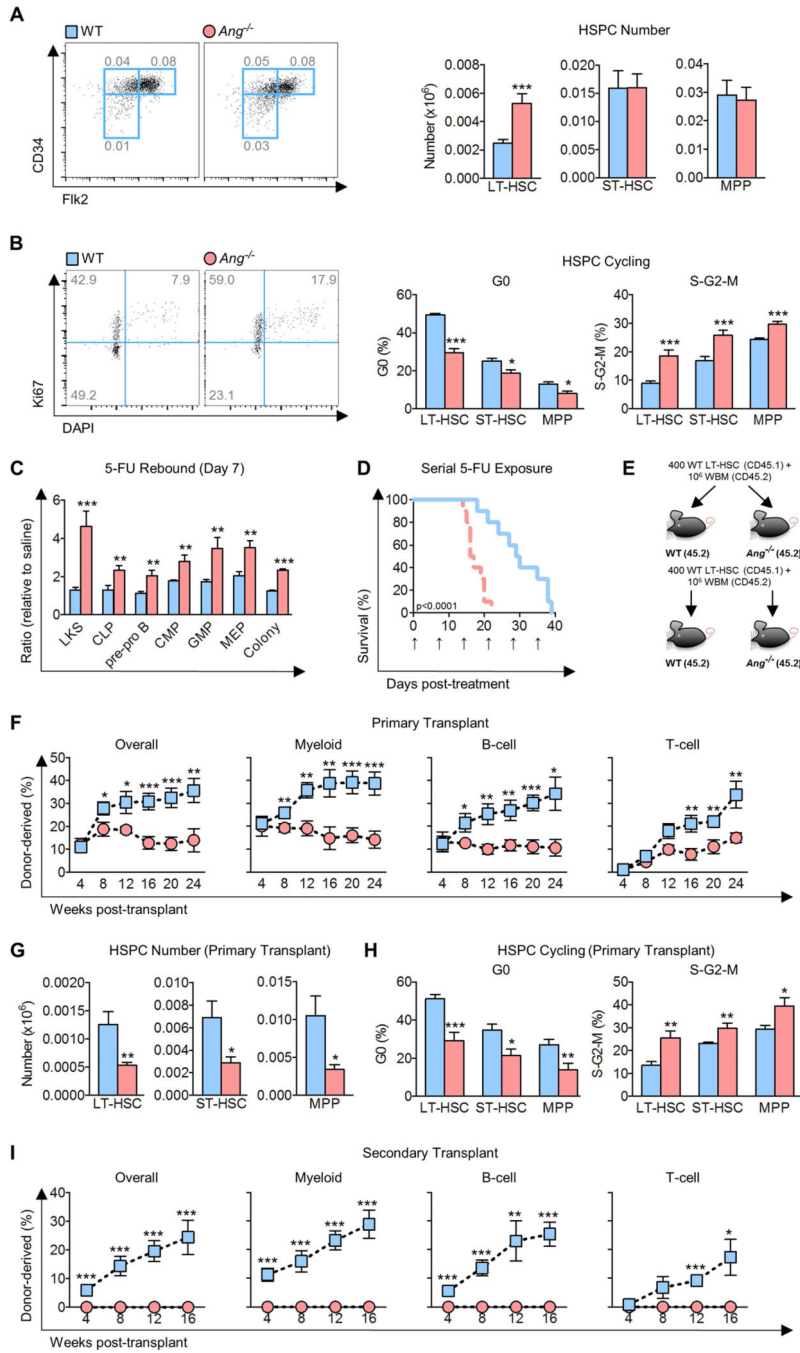 A
WT
Ang-/-
0.04
0.08
0.01
0.05
0.08
0.03
CD34
Flk2
HSPC Number
Number (x10⁶)
0.008
0.006
0.004
0.002
0.000
***
LT-HSC
0.020
0.015
0.010
0.005
0.000
ST-HSC
0.04
0.03
0.02
0.01
0.00
MPP
B
WT
Ang-/-
42.9
7.9
49.2
59.0
17.9
23.1
Ki67
DAPI
HSPC Cycling
G0
G0 (%)
60
40
20
0
***
*
*
LT-HSC
ST-HSC
MPP
S-G2-M
S-G2-M (%)
40
30
20
10
0
***
***
***
LT-HSC
ST-HSC
MPP
C
5-FU Rebound (Day 7)
Ratio (relative to saline)
6
4
2
0
***
**
**
**
**
**
***
LKS
CLP
pre-pro B
CMP
GMP
MEP
Colony
D
Serial 5-FU Exposure
Survival (%)
100
80
60
40
20
0
p<0.0001
0
20
40
↑ ↑ ↑ ↑ ↑ ↑
Days post-treatment
E
400 WT LT-HSC (CD45.1) +
10⁶ WBM (CD45.2)
WT (45.2)
Ang-/- (45.2)
400 WT LT-HSC (CD45.1) +
10⁶ WBM (CD45.2)
WT (45.2)
Ang-/- (45.2)
F
Primary Transplant
Donor-derived (%)
50
40
30
20
10
0
Overall
* * *** *** **
4 8 12 16 20 24
Myeloid
** ** *** *** ***
4 8 12 16 20 24
B-cell
* ** ** *** *
4 8 12 16 20 24
T-cell
** ** **
4 8 12 16 20 24
Weeks post-transplant
G
HSPC Number (Primary Transplant)
Number (x10⁶)
0.0020
0.0015
0.0010
0.0005
0.0000
**
LT-HSC
0.010
0.008
0.006
0.004
0.002
0.000
*
ST-HSC
0.015
0.010
0.005
0.000
*
MPP
H
HSPC Cycling (Primary Transplant)
G0
G0 (%)
60
40
20
0
***
*
**
LT-HSC
ST-HSC
MPP
S-G2-M
S-G2-M (%)
50
40
30
20
10
0
**
**
*
LT-HSC
ST-HSC
MPP
I
Secondary Transplant
Donor-derived (%)
40
30
20
10
0
Overall
*** *** *** ***
4 8 12 16
Myeloid
*** *** *** ***
4 8 12 16
B-cell
*** *** ** ***
4 8 12 16
T-cell
*** *
4 8 12 16
Weeks post-transplant